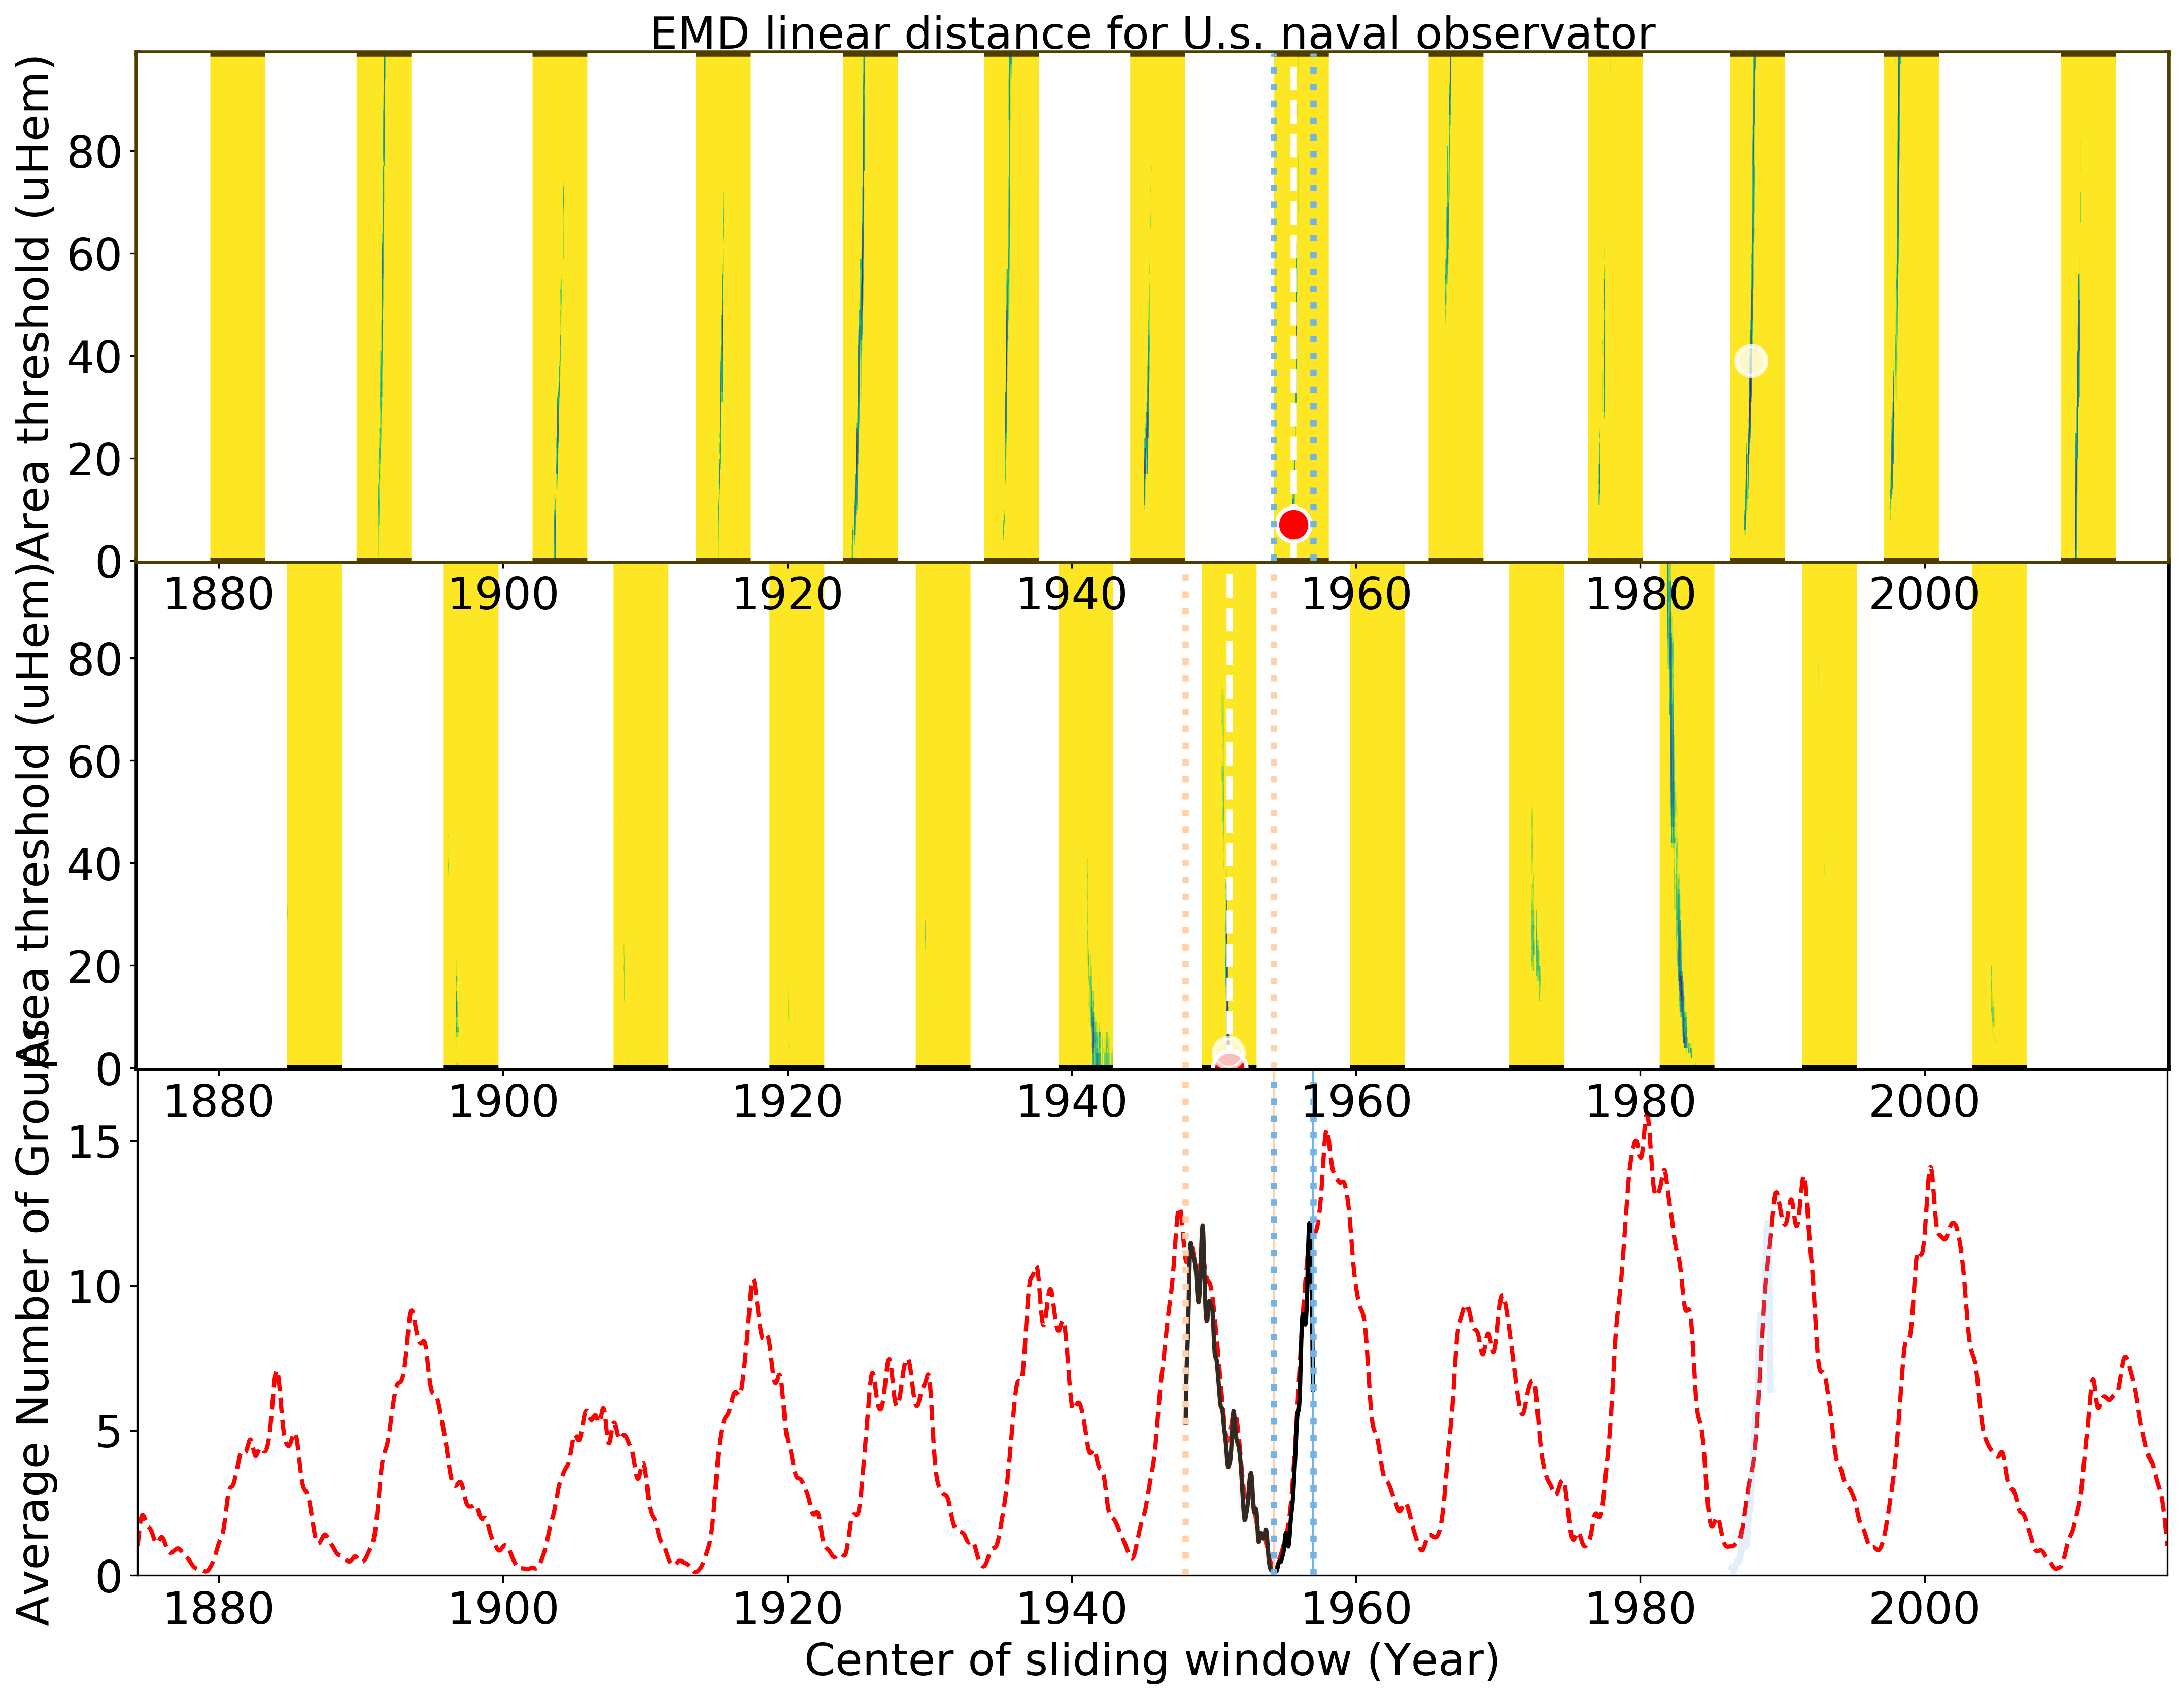 EMD linear distance for U.s. naval observator
Area threshold (uHem)
80
60
40
20
0
1880 1900 1920 1940 1960 1980 2000
Area threshold (uHem)
80
60
40
20
0
1880 1900 1920 1940 1960 1980 2000
Average Number of Groups
15
10
5
0
1880 1900 1920 1940 1960 1980 2000
Center of sliding window (Year)